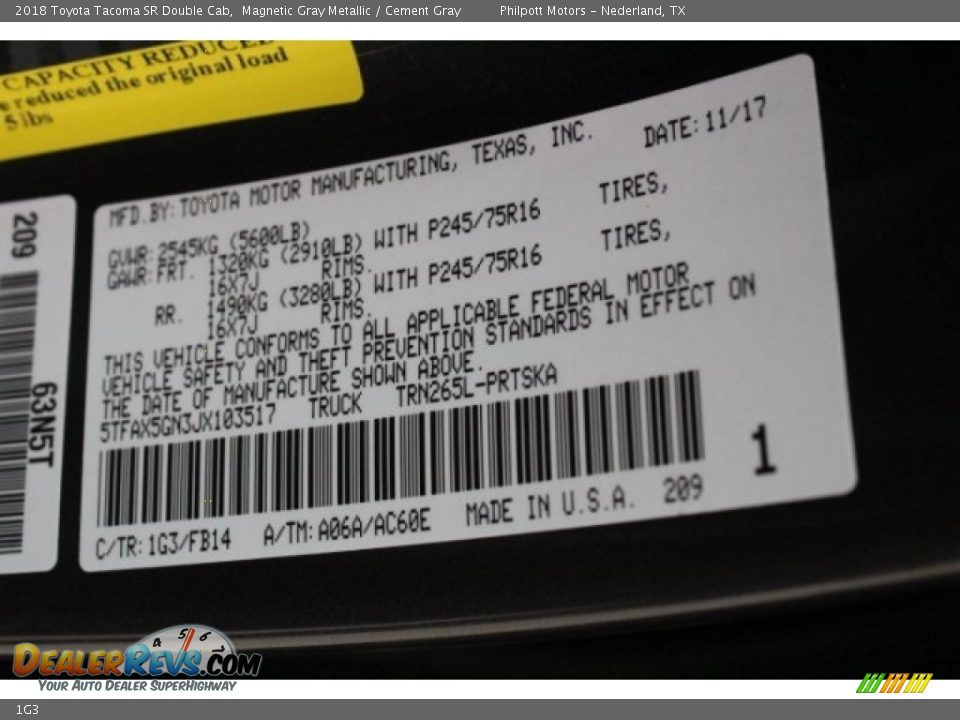 2018 Toyota Tacoma SR Double Cab, Magnetic Gray Metallic / Cement Gray Philpott Motors - Nederland, TX
CAPACITY REDUCED
reduced the original load
5 lbs
209
63N5T
MFD.BY:TOYOTA MOTOR MANUFACTURING, TEXAS, INC. DATE:11/17
GVWR:2545KG (5600LB)
GAWR:FRT. 1320KG (2910LB) WITH P245/75R16 TIRES,
16X7J RIMS.
RR. 1490KG (3280LB) WITH P245/75R16 TIRES,
16X7J RIMS.
THIS VEHICLE CONFORMS TO ALL APPLICABLE FEDERAL MOTOR
VEHICLE SAFETY AND THEFT PREVENTION STANDARDS IN EFFECT ON
THE DATE OF MANUFACTURE SHOWN ABOVE.
5TFAX5GN3JX103517 TRUCK TRN265L-PRTSKA
1
C/TR:1G3/FB14 A/TM:A06A/AC60E MADE IN U.S.A. 209
4 5 6
DEALERREVS.COM
YOUR AUTO DEALER SUPERHIGHWAY
1G3